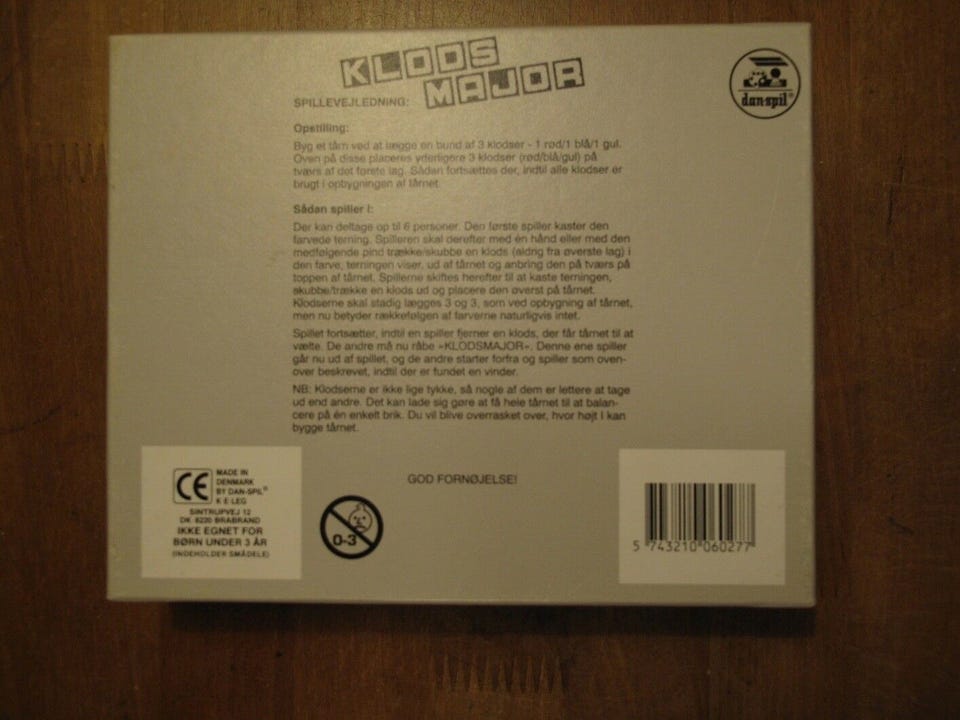 KLODS
MAJOR
SPILLEVEJLEDNING:
dan-spil®
Opstilling:
Byg et tårn ved at lægge en bund af 3 klodser - 1 rød/1 blå/1 gul.
Oven på disse placeres yderligere 3 klodser (rød/blå/gul) på
tværs af det første lag. Sådan fortsættes der, indtil alle klodser er
brugt i opbygningen af tårnet.
Sådan spiller i:
Der kan deltage op til 6 personer. Den første spiller kaster den
farvede terning. Spilleren skal derefter med én hånd eller med den
medfølgende pind trække/skubbe en klods (aldrig fra øverste lag) i
den farve, terningen viser, ud af tårnet og anbring den på tværs på
toppen af tårnet. Spillerne skiftes herefter til at kaste terningen,
skubbe/trække en klods ud og placere den øverst på tårnet.
Klodserne skal stadig lægges 3 og 3, som ved opbygning af tårnet,
men nu betyder rækkefølgen af farverne naturligvis intet.
Spillet fortsætter, indtil en spiller fjerner en klods, der får tårnet til at
vælte. De andre må nu råbe »KLODSMAJOR«. Denne ene spiller
går nu ud af spillet, og de andre starter forfra og spiller som oven-
over beskrevet, indtil der er fundet en vinder.
NB: Klodserne er ikke lige tykke, så nogle af dem er lettere at tage
ud end andre. Det kan lade sig gøre at få hele tårnet til at balan-
cere på én enkelt brik. Du vil blive overrasket over, hvor højt I kan
bygge tårnet.
GOD FORNØJELSE!
CE
MADE IN
DENMARK
BY DAN-SPIL®
K E LEG
SINTRUPVEJ 12
DK 8220 BRABRAND
IKKE EGNET FOR
BØRN UNDER 3 ÅR
(INDEHOLDER SMÅDELE)
0-3
5 743210 060277